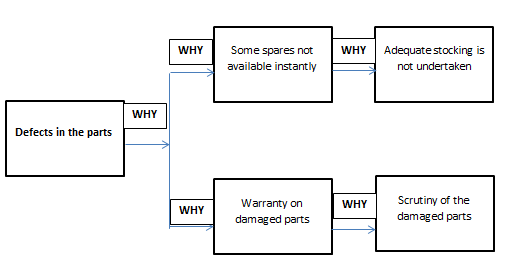 WHY
Some spares not
available instantly
WHY
Adequate stocking is
not undertaken
Defects in the parts
WHY
WHY
Warranty on
damaged parts
WHY
Scrutiny of the
damaged parts